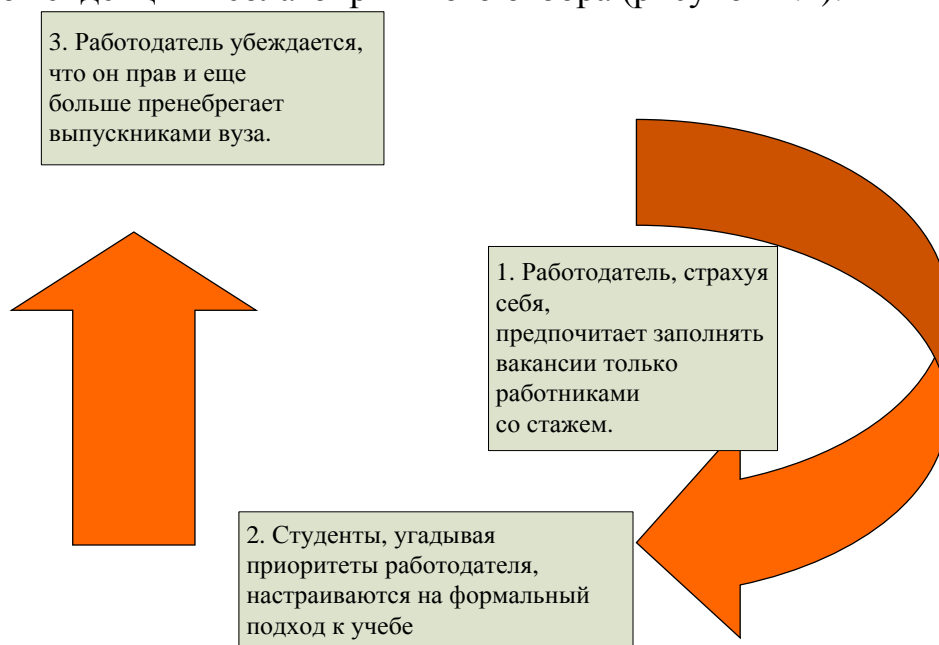 3. Работодатель убеждается,
что он прав и еще
больше пренебрегает
выпускниками вуза.
1. Работодатель, страхуя
себя,
предпочитает заполнять
вакансии только
работниками
со стажем.
2. Студенты, угадывая
приоритеты работодателя,
настраиваются на формальный
подход к учебе